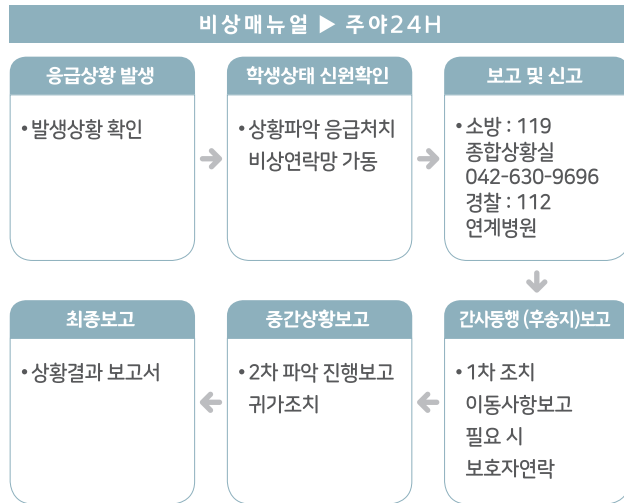 비상매뉴얼 ▶ 주야24H
응급상황 발생
• 발생상황 확인
학생상태 신원확인
• 상황파악 응급처치
비상연락망 가동
보고 및 신고
• 소방 : 119
종합상황실
042-630-9696
경찰 : 112
연계병원
간사동행 (후송지)보고
• 1차 조치
이동사항보고
필요 시
보호자연락
중간상황보고
• 2차 파악 진행보고
귀가조치
최종보고
• 상황결과 보고서